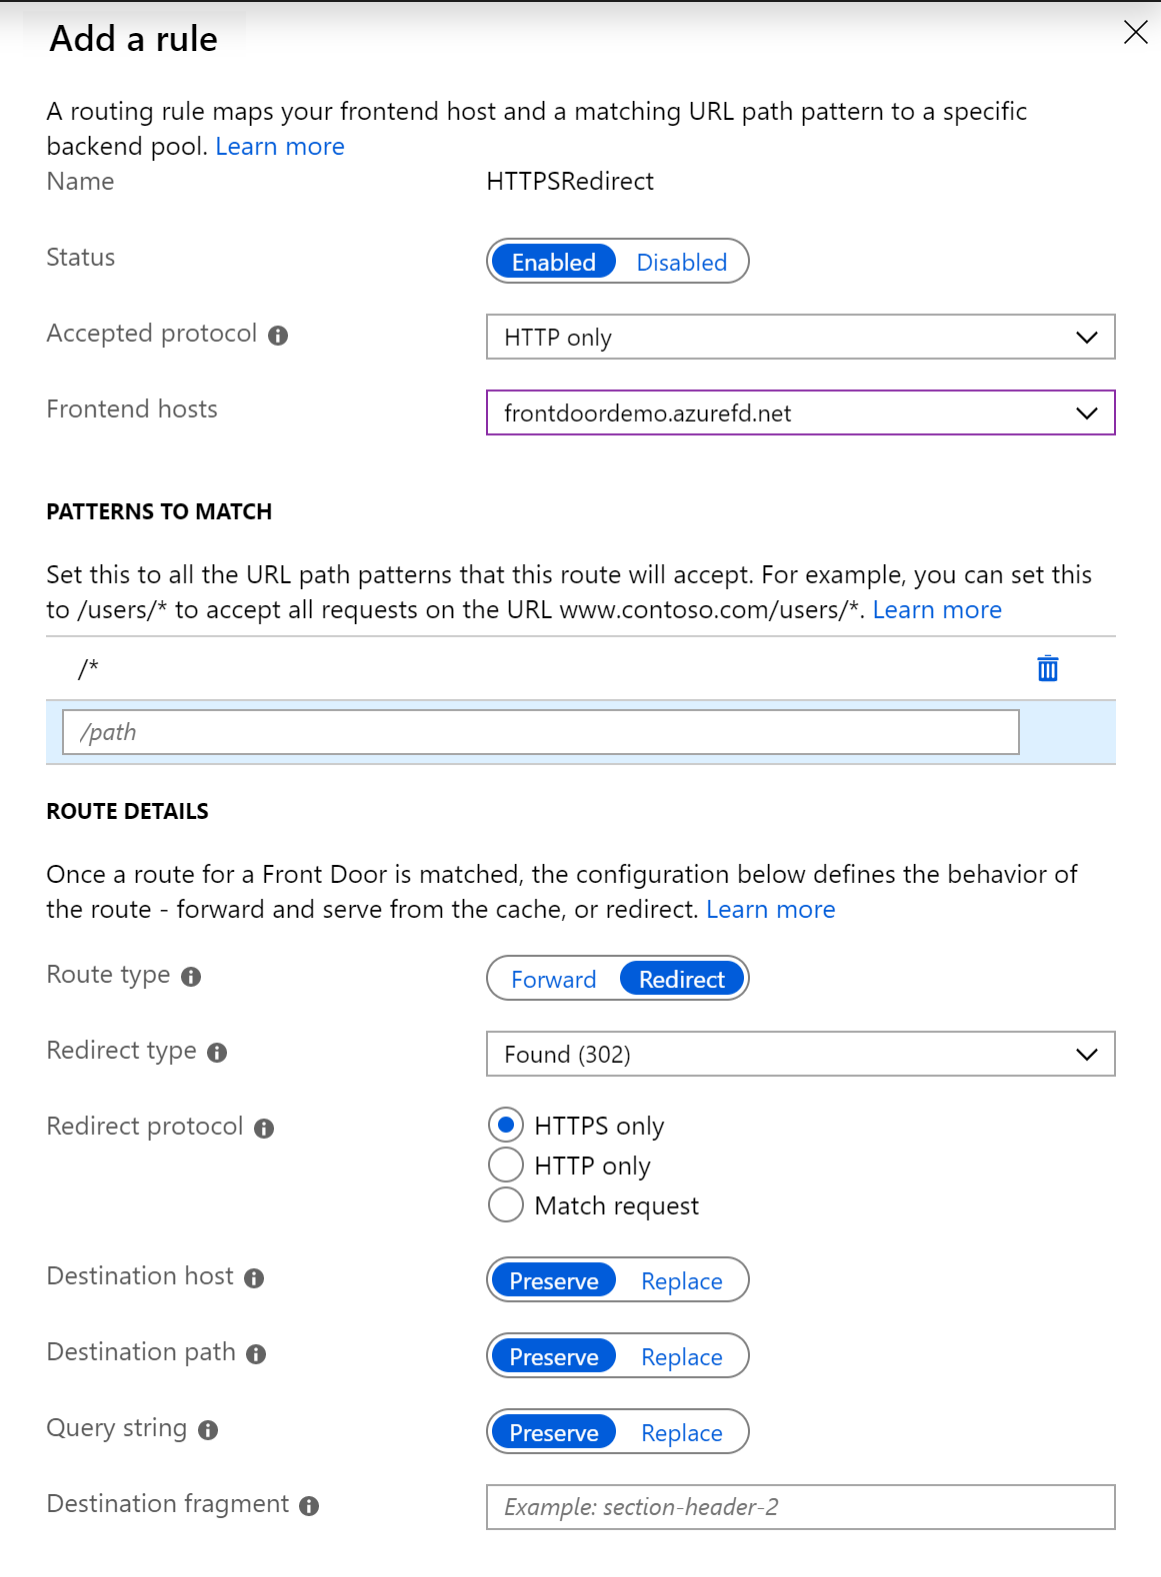 Add a rule
A routing rule maps your frontend host and a matching URL path pattern to a specific
backend pool. Learn more
Name HTTPSRedirect
Status Enabled Disabled
Accepted protocol HTTP only
Frontend hosts frontdoordemo.azurefd.net
PATTERNS TO MATCH
Set this to all the URL path patterns that this route will accept. For example, you can set this
to /users/* to accept all requests on the URL www.contoso.com/users/*. Learn more
/*
/path
ROUTE DETAILS
Once a route for a Front Door is matched, the configuration below defines the behavior of
the route - forward and serve from the cache, or redirect. Learn more
Route type Forward Redirect
Redirect type Found (302)
Redirect protocol HTTPS only
HTTP only
Match request
Destination host Preserve Replace
Destination path Preserve Replace
Query string Preserve Replace
Destination fragment Example: section-header-2